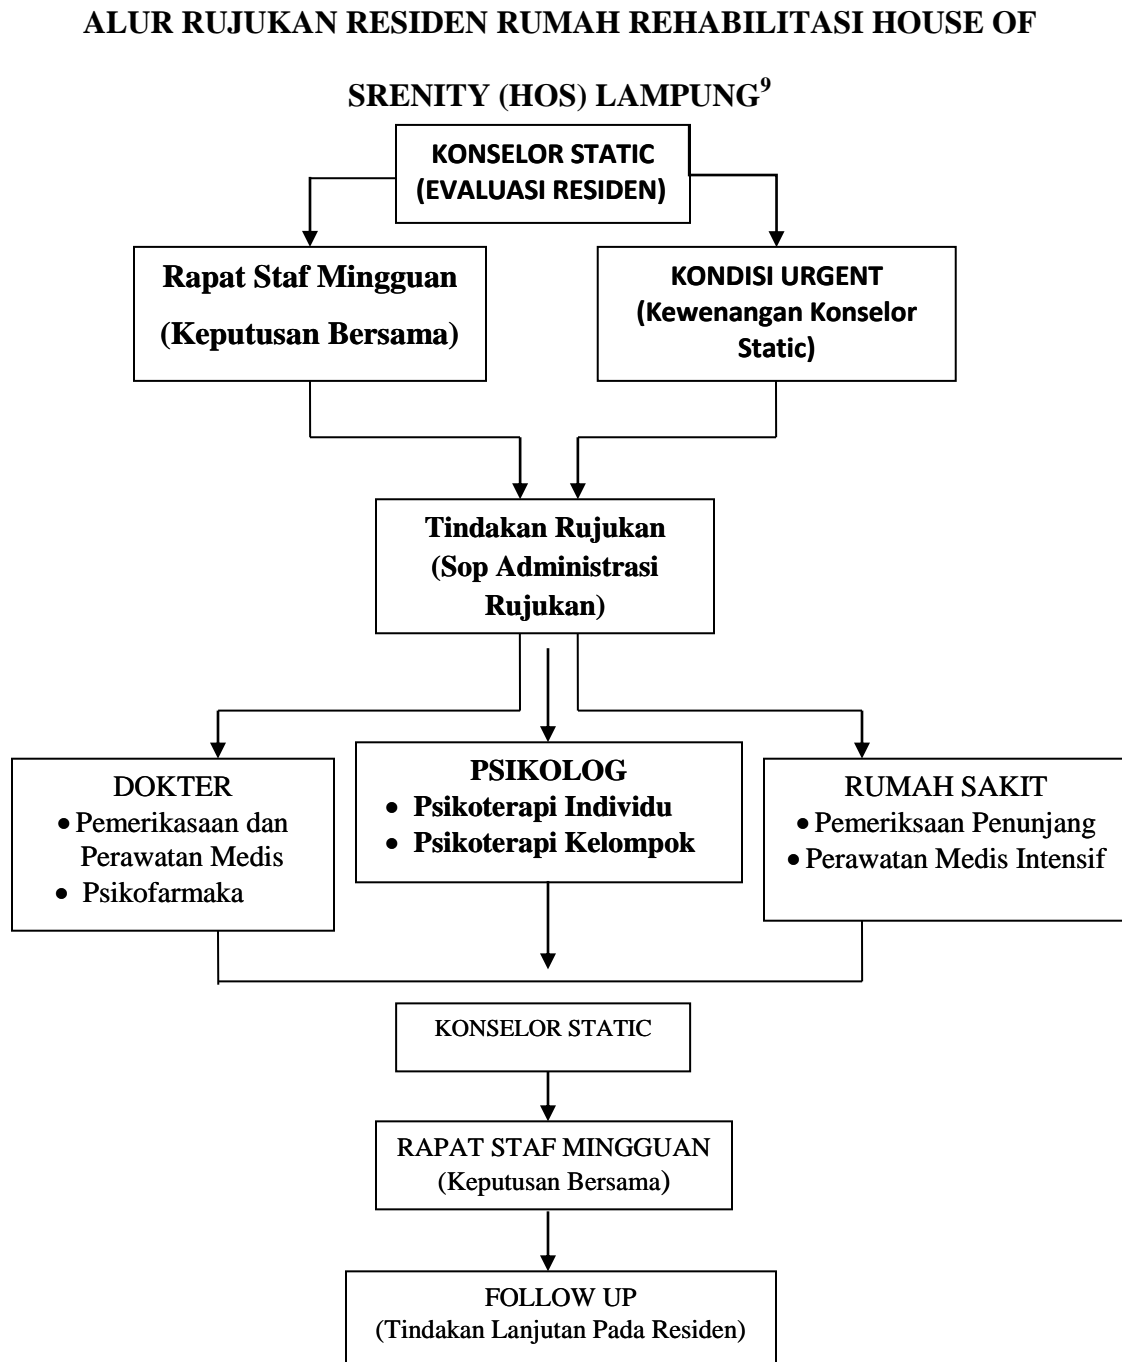 ALUR RUJUKAN RESIDEN RUMAH REHABILITASI HOUSE OF
SRENITY (HOS) LAMPUNG⁹
KONSELOR STATIC
(EVALUASI RESIDEN)
Rapat Staf Mingguan
(Keputusan Bersama)
KONDISI URGENT
(Kewenangan Konselor
Static)
Tindakan Rujukan
(Sop Administrasi
Rujukan)
DOKTER
• Pemerikasaan dan
Perawatan Medis
• Psikofarmaka
PSIKOLOG
• Psikoterapi Individu
• Psikoterapi Kelompok
RUMAH SAKIT
• Pemeriksaan Penunjang
• Perawatan Medis Intensif
KONSELOR STATIC
RAPAT STAF MINGGUAN
(Keputusan Bersama)
FOLLOW UP
(Tindakan Lanjutan Pada Residen)